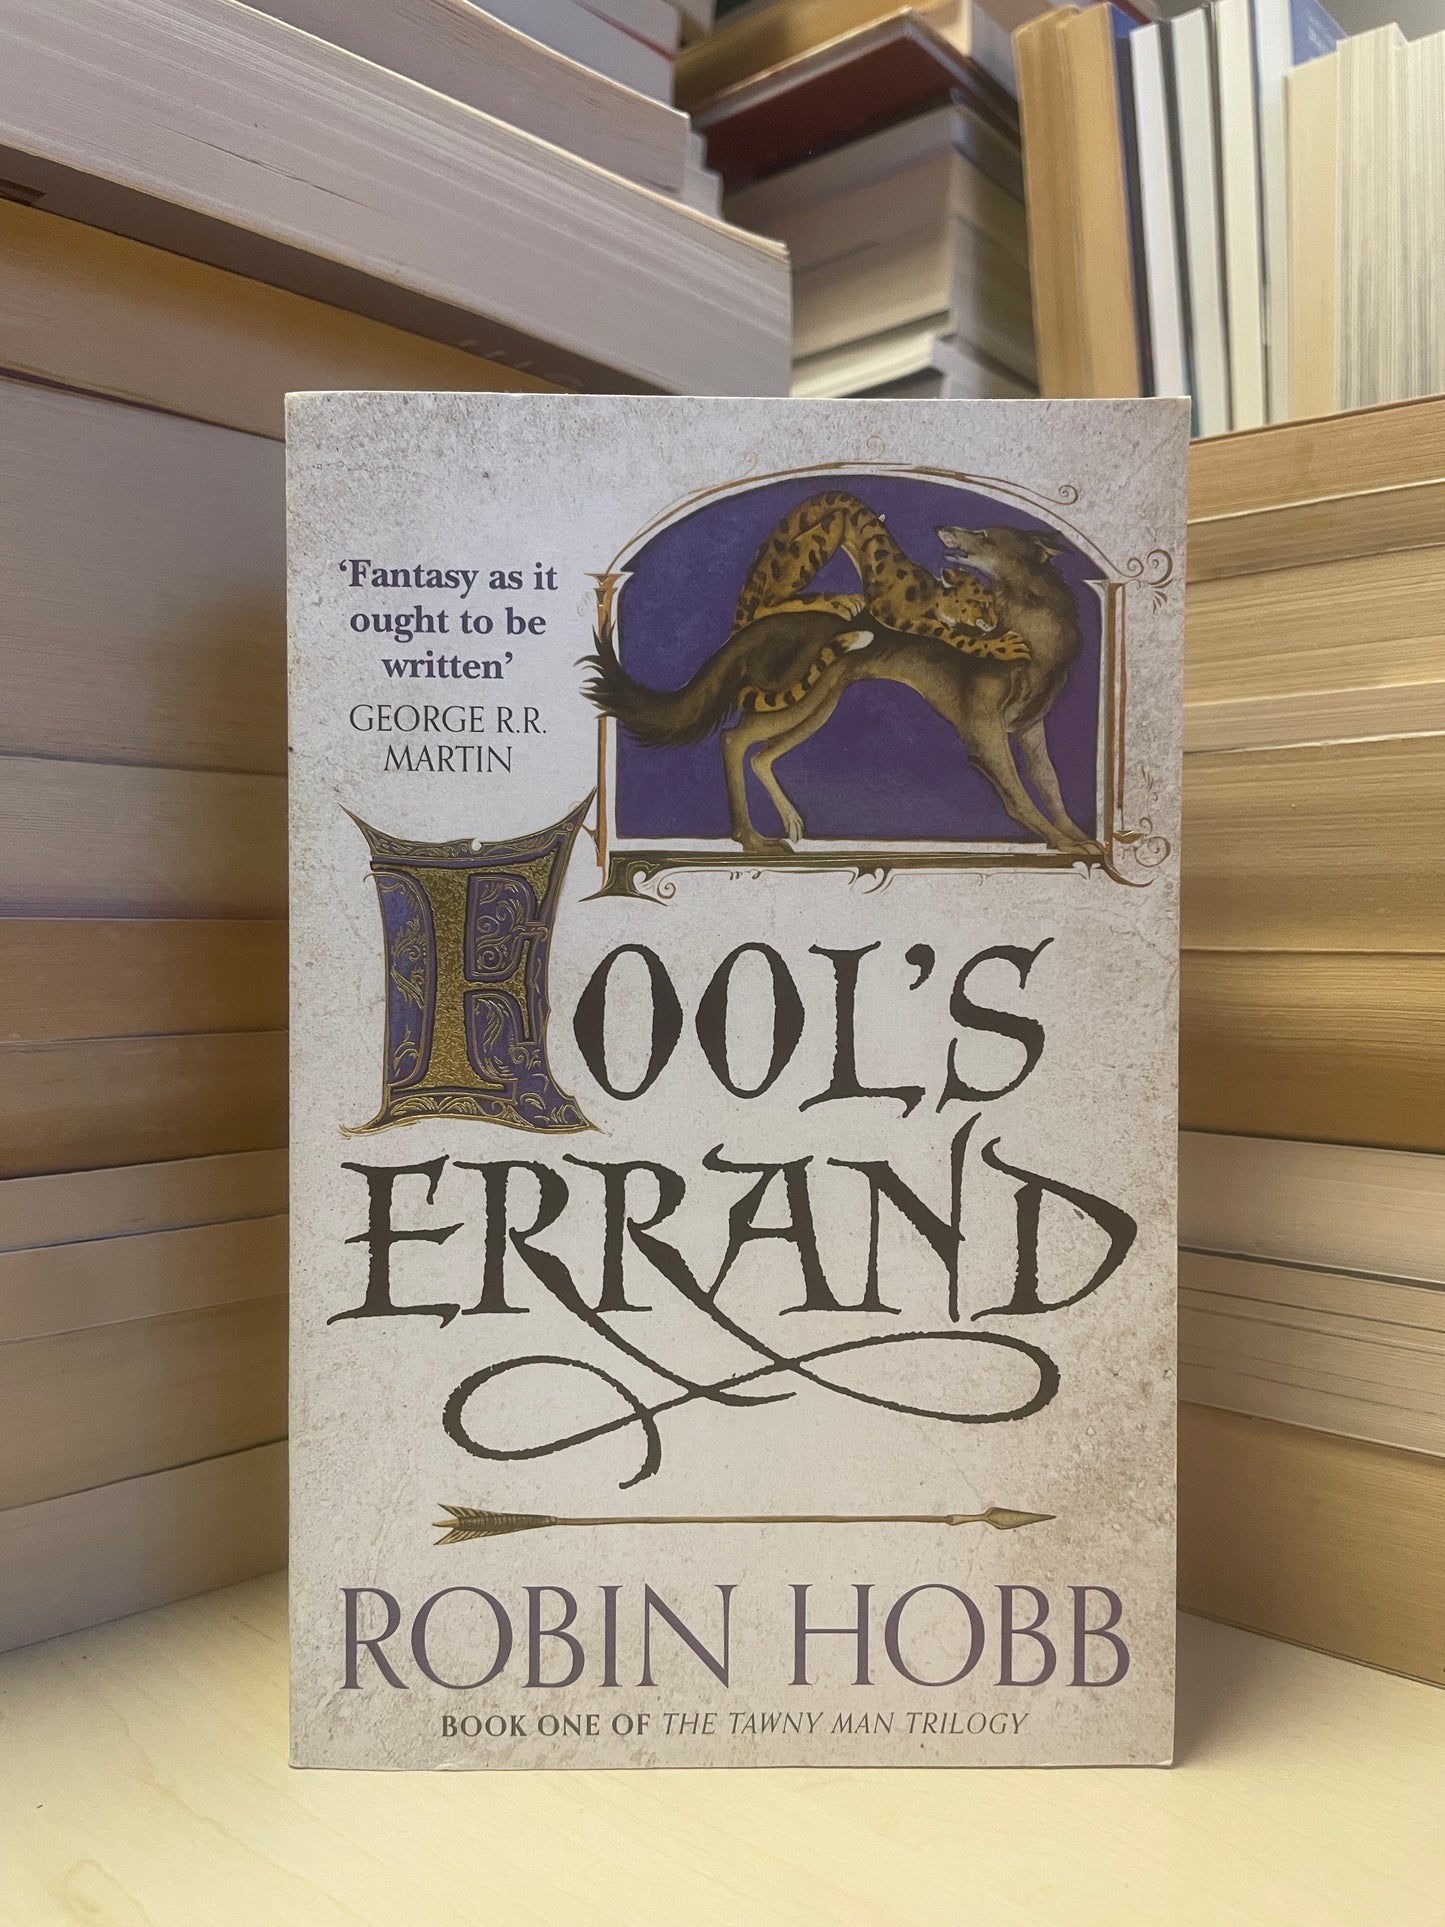 ‘Fantasy as it
ought to be
written’
GEORGE R.R.
MARTIN
FOOL’S
ERRAND
ROBIN HOBB
BOOK ONE OF THE TAWNY MAN TRILOGY